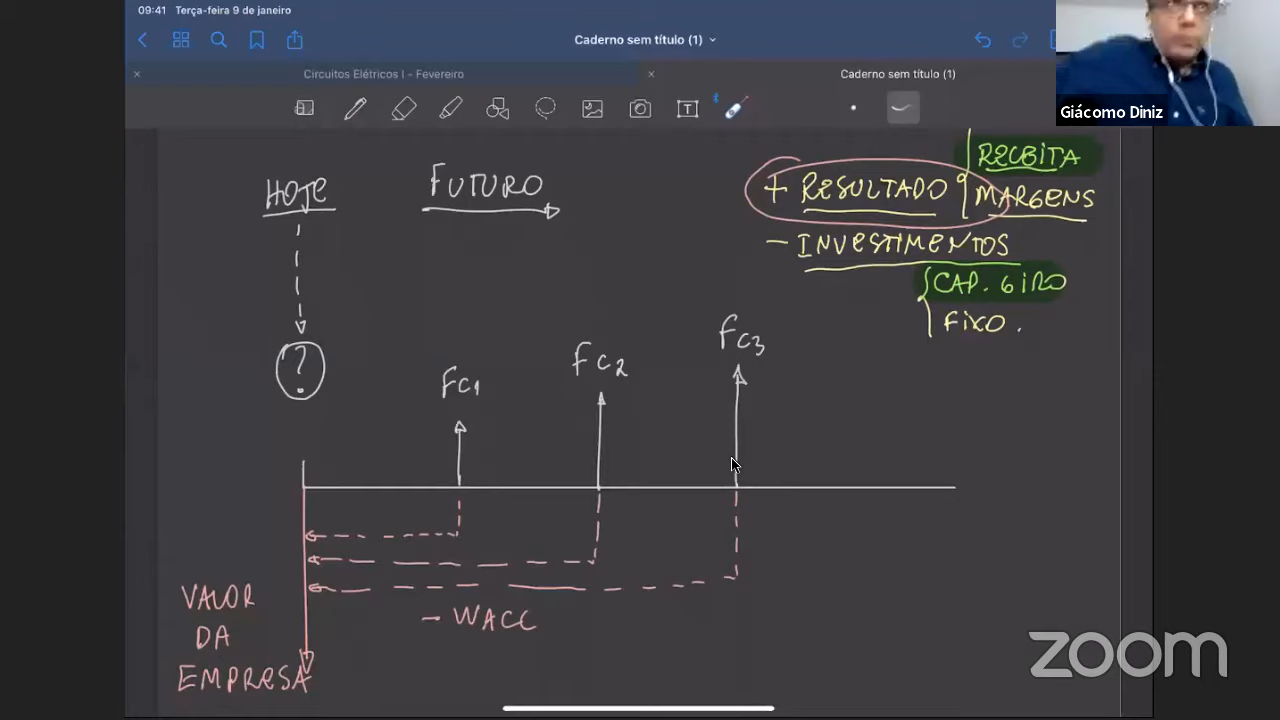 09:41 Terça-feira 9 de janeiro
Caderno sem título (1)
Circuitos Elétricos I - Fevereiro
Caderno sem título (1)
T
Giácomo Diniz
HOJE
FUTURO
+ RESULTADO
RECEITA
MARGENS
- INVESTIMENTOS
CAP. GIRO
FIXO.
?
FC1
FC2
FC3
- WACC
VALOR
DA
EMPRESA
zoom